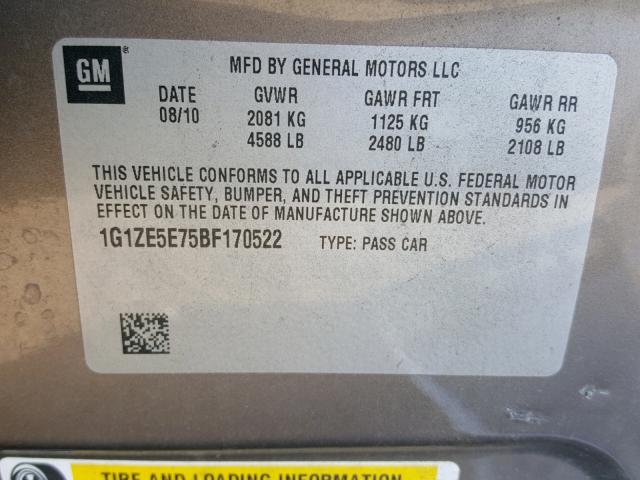 GM
®
MFD BY GENERAL MOTORS LLC
DATE GVWR GAWR FRT GAWR RR
08/10 2081 KG 1125 KG 956 KG
4588 LB 2480 LB 2108 LB
THIS VEHICLE CONFORMS TO ALL APPLICABLE U.S. FEDERAL MOTOR
VEHICLE SAFETY, BUMPER, AND THEFT PREVENTION STANDARDS IN
EFFECT ON THE DATE OF MANUFACTURE SHOWN ABOVE.
1G1ZE5E75BF170522 TYPE: PASS CAR
TIRE AND LOADING INFORMATION